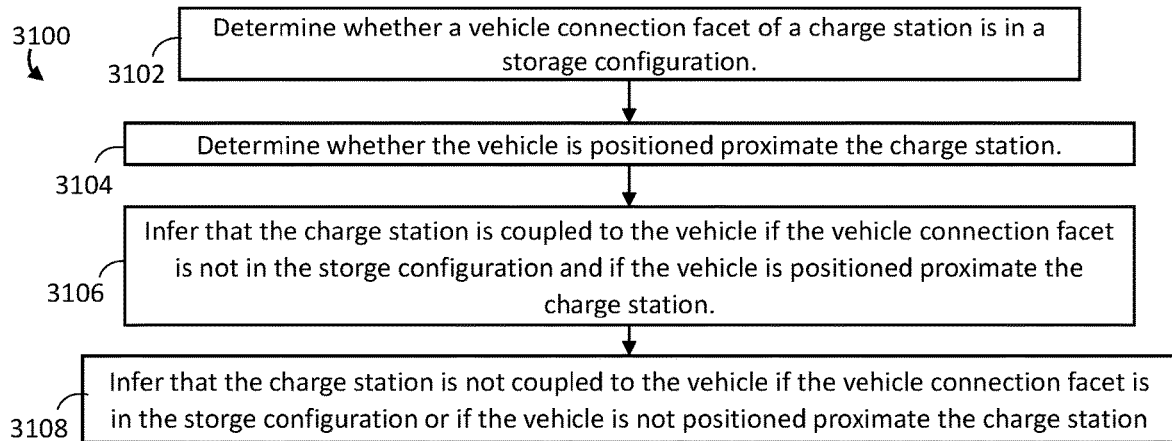 3100
Determine whether a vehicle connection facet of a charge station is in a
storage configuration.
3102
Determine whether the vehicle is positioned proximate the charge station.
3104
Infer that the charge station is coupled to the vehicle if the vehicle connection facet
is not in the storge configuration and if the vehicle is positioned proximate the
charge station.
3106
Infer that the charge station is not coupled to the vehicle if the vehicle connection facet is
in the storge configuration or if the vehicle is not positioned proximate the charge station
3108